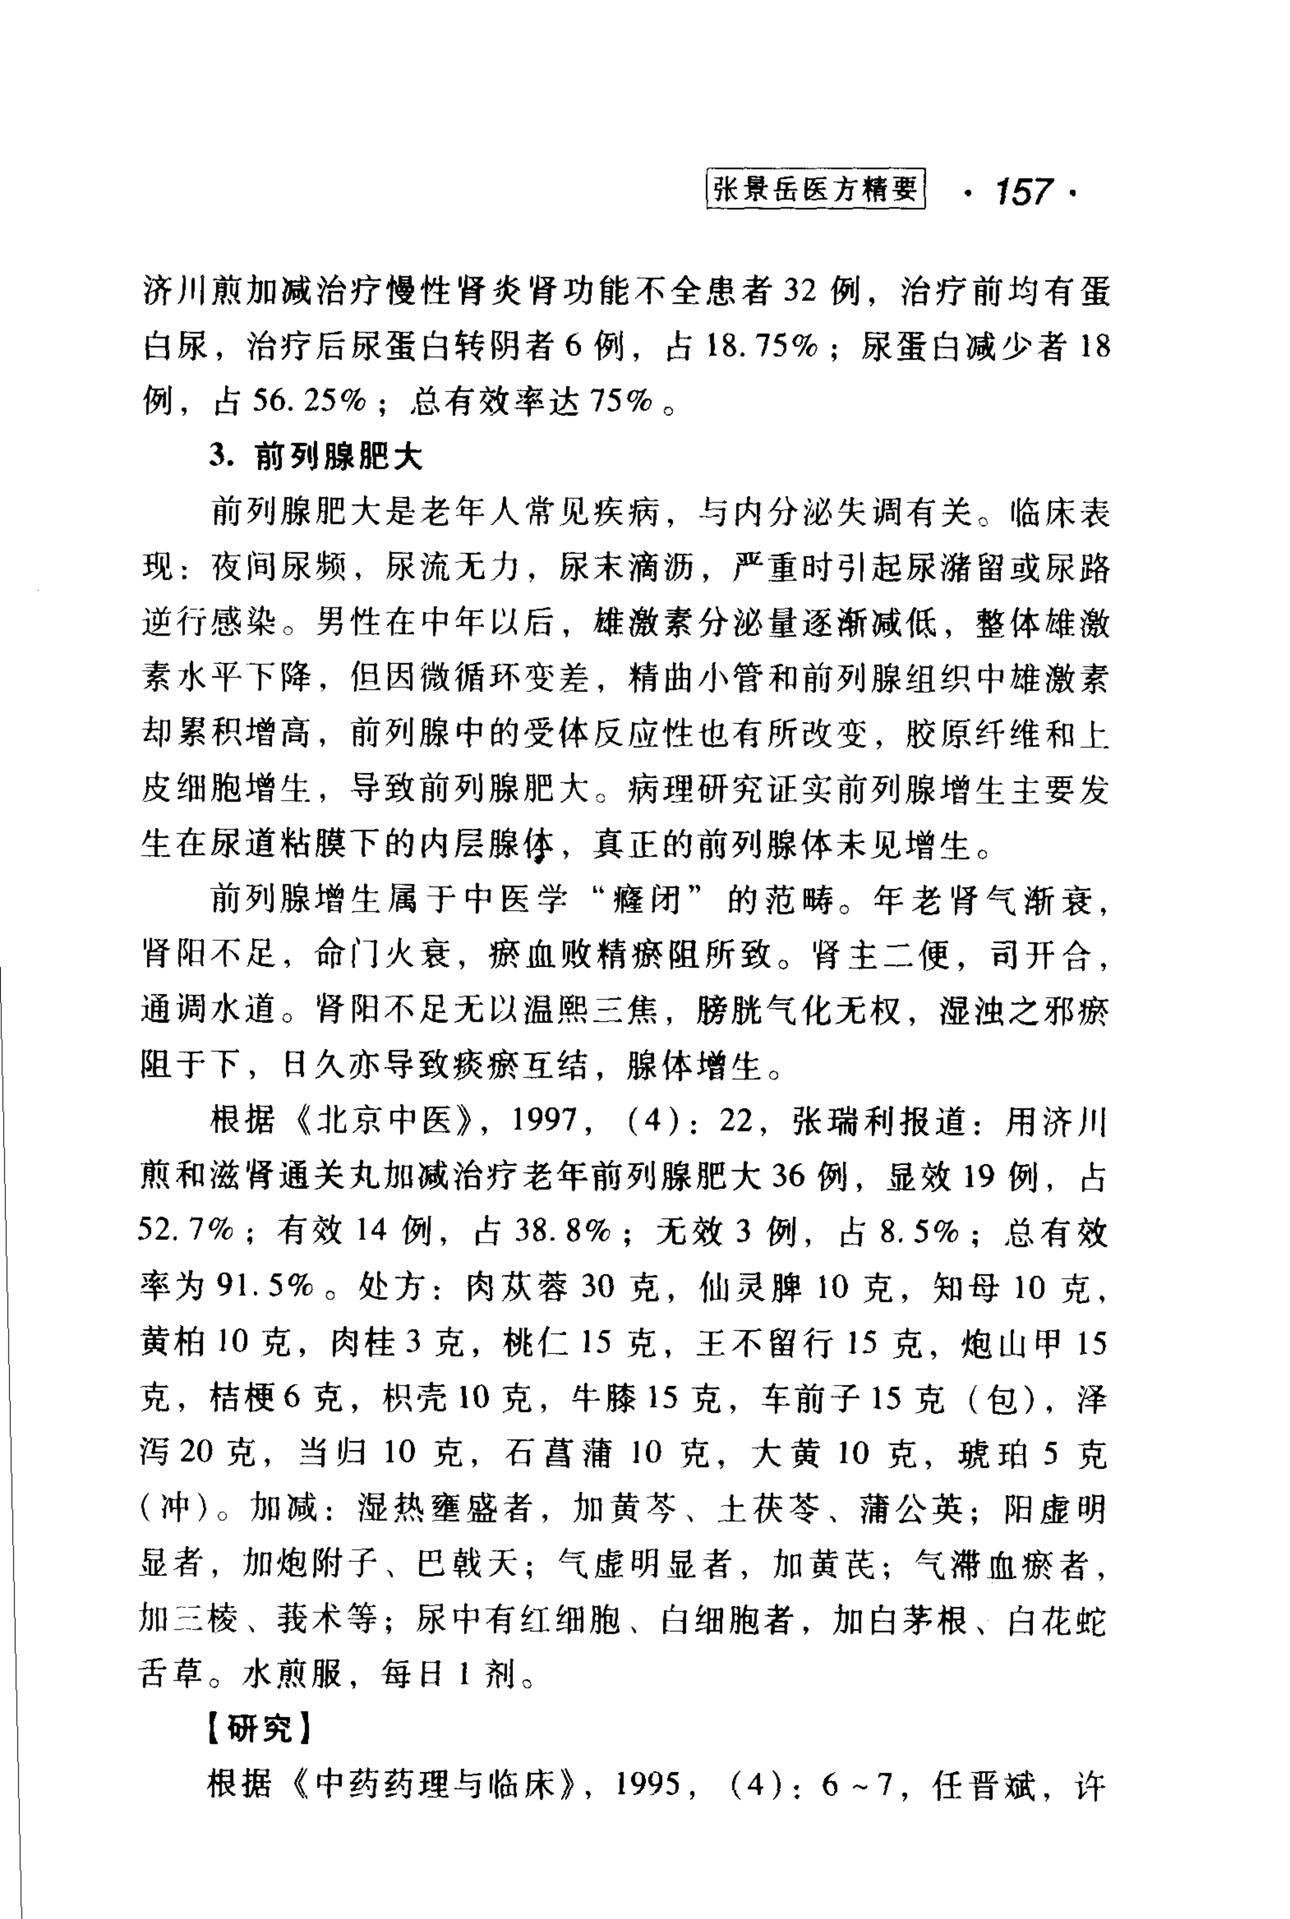 张景岳医方精要 · 157 ·
济川煎加减治疗慢性肾炎肾功能不全患者 32 例，治疗前均有蛋
白尿，治疗后尿蛋白转阴者 6 例，占 18.75%；尿蛋白减少者 18
例，占 56.25%；总有效率达 75%。
3. 前列腺肥大
前列腺肥大是老年人常见疾病，与内分泌失调有关。临床表
现：夜间尿频，尿流无力，尿末滴沥，严重时引起尿潴留或尿路
逆行感染。男性在中年以后，雄激素分泌量逐渐减低，整体雄激
素水平下降，但因微循环变差，精曲小管和前列腺组织中雄激素
却累积增高，前列腺中的受体反应性也有所改变，胶原纤维和上
皮细胞增生，导致前列腺肥大。病理研究证实前列腺增生主要发
生在尿道粘膜下的内层腺体，真正的前列腺体未见增生。
前列腺增生属于中医学“癃闭”的范畴。年老肾气渐衰，
肾阳不足，命门火衰，瘀血败精瘀阻所致。肾主二便，司开合，
通调水道。肾阳不足无以温熙三焦，膀胱气化无权，湿浊之邪瘀
阻于下，日久亦导致痰瘀互结，腺体增生。
根据《北京中医》，1997，（4）：22，张瑞利报道：用济川
煎和滋肾通关丸加减治疗老年前列腺肥大 36 例，显效 19 例，占
52.7%；有效 14 例，占 38.8%；无效 3 例，占 8.5%；总有效
率为 91.5%。处方：肉苁蓉 30 克，仙灵脾 10 克，知母 10 克，
黄柏 10 克，肉桂 3 克，桃仁 15 克，王不留行 15 克，炮山甲 15
克，桔梗 6 克，枳壳 10 克，牛膝 15 克，车前子 15 克（包），泽
泻 20 克，当归 10 克，石菖蒲 10 克，大黄 10 克，琥珀 5 克
（冲）。加减：湿热壅盛者，加黄芩、土茯苓、蒲公英；阳虚明
显者，加炮附子、巴戟天；气虚明显者，加黄芪；气滞血瘀者，
加三棱、莪术等；尿中有红细胞、白细胞者，加白茅根、白花蛇
舌草。水煎服，每日 1 剂。
【研究】
根据《中药药理与临床》，1995，（4）：6～7，任晋斌，许